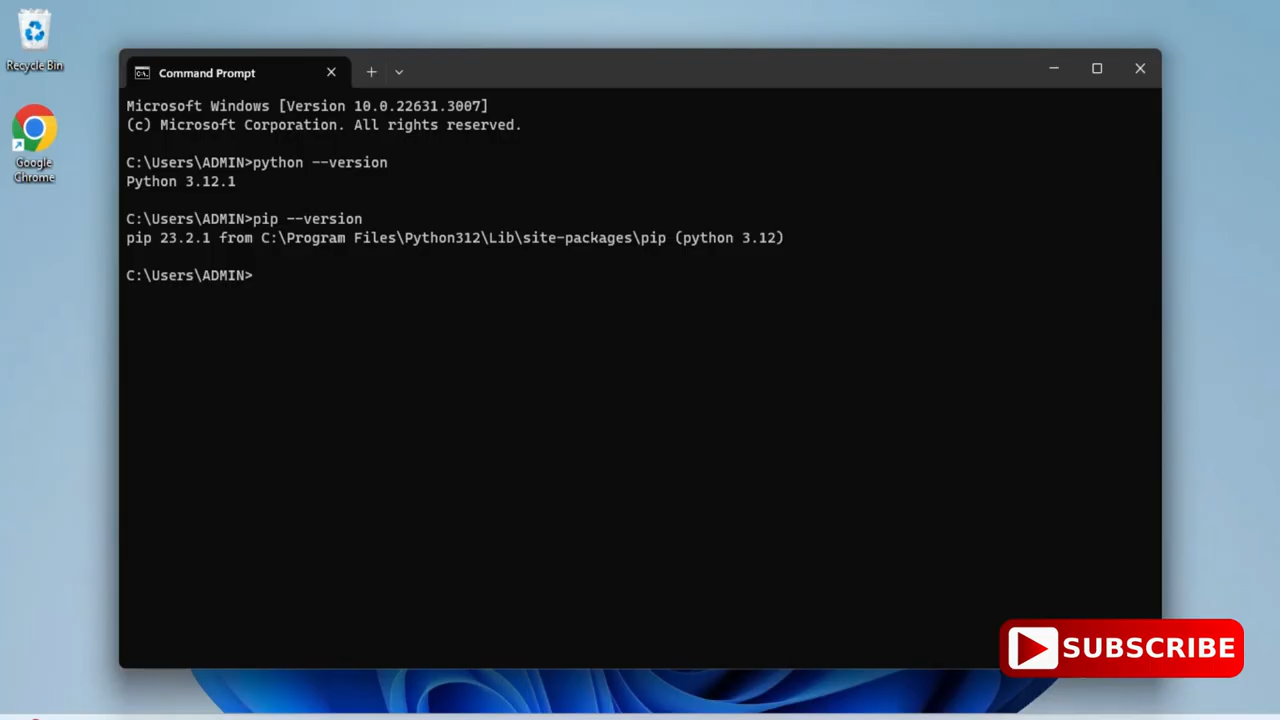 Recycle Bin
Google
Chrome
Command Prompt
Microsoft Windows [Version 10.0.22631.3007]
(c) Microsoft Corporation. All rights reserved.
C:\Users\ADMIN>python --version
Python 3.12.1
C:\Users\ADMIN>pip --version
pip 23.2.1 from C:\Program Files\Python312\Lib\site-packages\pip (python 3.12)
C:\Users\ADMIN>
SUBSCRIBE